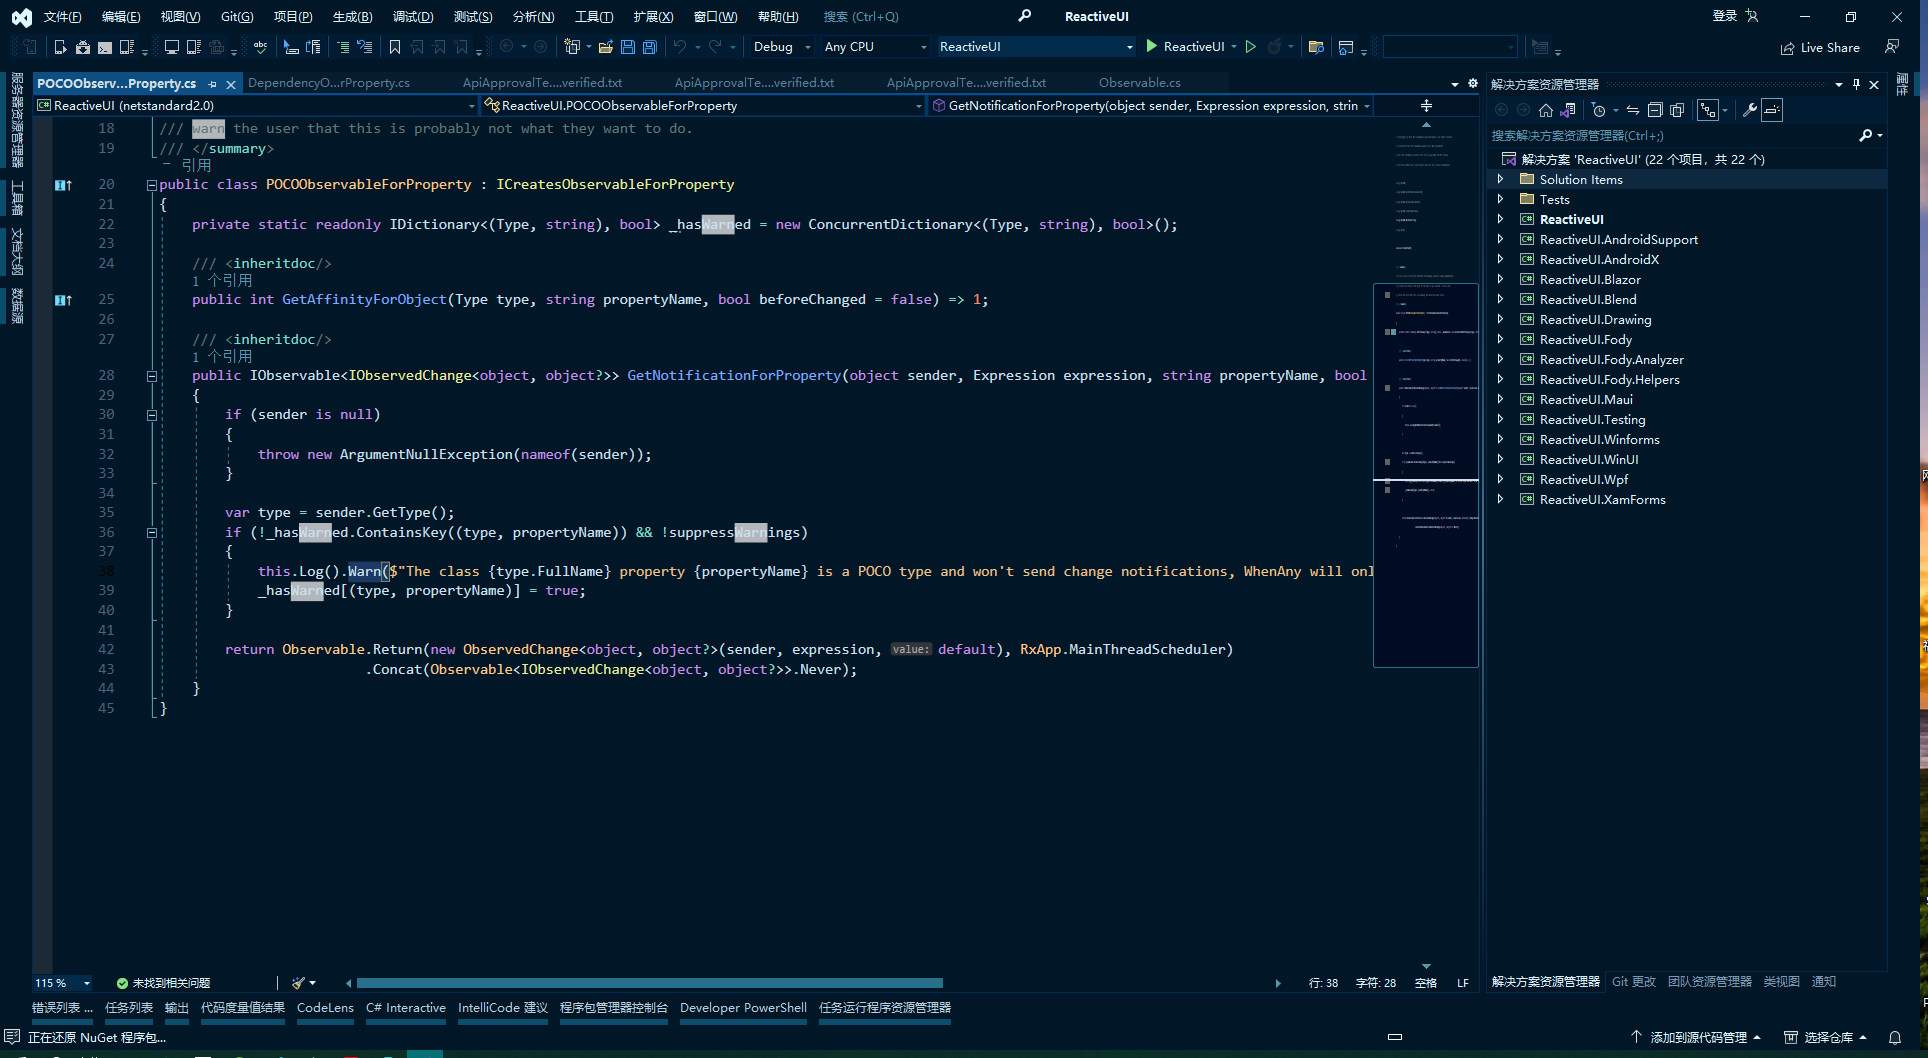 文件(F) 编辑(E) 视图(V) Git(G) 项目(P) 生成(B) 调试(D) 测试(S) 分析(N) 工具(T) 扩展(X) 窗口(W) 帮助(H) 搜索 (Ctrl+Q) ReactiveUI 登录
Debug Any CPU ReactiveUI ReactiveUI Live Share
服务器资源管理器
工具箱
文档大纲
数据源
POCOObserv...Property.cs DependencyO...rProperty.cs ApiApprovalTe....verified.txt ApiApprovalTe....verified.txt ApiApprovalTe....verified.txt Observable.cs
ReactiveUI (netstandard2.0) ReactiveUI.POCOObservableForProperty GetNotificationForProperty(object sender, Expression expression, strin
18 /// warn the user that this is probably not what they want to do.
19 /// </summary>
引用
20 public class POCOObservableForProperty : ICreatesObservableForProperty
21 {
22 private static readonly IDictionary<(Type, string), bool> _hasWarned = new ConcurrentDictionary<(Type, string), bool>();
23
24 /// <inheritdoc/>
1 个引用
25 public int GetAffinityForObject(Type type, string propertyName, bool beforeChanged = false) => 1;
26
27 /// <inheritdoc/>
1 个引用
28 public IObservable<IObservedChange<object, object?>> GetNotificationForProperty(object sender, Expression expression, string propertyName, bool
29 {
30 if (sender is null)
31 {
32 throw new ArgumentNullException(nameof(sender));
33 }
34
35 var type = sender.GetType();
36 if (!_hasWarned.ContainsKey((type, propertyName)) && !suppressWarnings)
37 {
38 this.Log().Warn($"The class {type.FullName} property {propertyName} is a POCO type and won't send change notifications, WhenAny will onl
39 _hasWarned[(type, propertyName)] = true;
40 }
41
42 return Observable.Return(new ObservedChange<object, object?>(sender, expression, value: default), RxApp.MainThreadScheduler)
43 .Concat(Observable<IObservedChange<object, object?>>.Never);
44 }
45 }
115 % 未找到相关问题 行: 38 字符: 28 空格 LF
错误列表 ... 任务列表 输出 代码度量值结果 CodeLens C# Interactive IntelliCode 建议 程序包管理器控制台 Developer PowerShell 任务运行程序资源管理器
解决方案资源管理器
搜索解决方案资源管理器(Ctrl+;)
解决方案 'ReactiveUI' (22 个项目，共 22 个)
Solution Items
Tests
C# ReactiveUI
C# ReactiveUI.AndroidSupport
C# ReactiveUI.AndroidX
C# ReactiveUI.Blazor
C# ReactiveUI.Blend
C# ReactiveUI.Drawing
C# ReactiveUI.Fody
C# ReactiveUI.Fody.Analyzer
C# ReactiveUI.Fody.Helpers
C# ReactiveUI.Maui
C# ReactiveUI.Testing
C# ReactiveUI.Winforms
C# ReactiveUI.WinUI
C# ReactiveUI.Wpf
C# ReactiveUI.XamForms
解决方案资源管理器 Git 更改 团队资源管理器 类视图 通知
属性
正在还原 NuGet 程序包... 添加到源代码管理 选择仓库